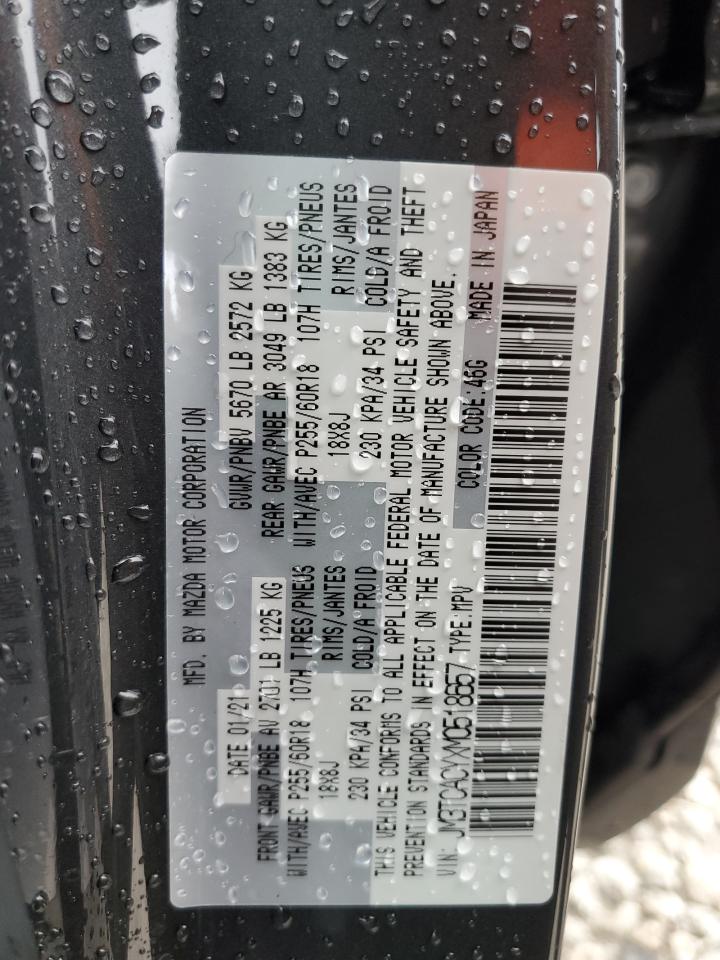 MFD. BY MAZDA MOTOR CORPORATION
DATE 01/21 GVWR/PNBV 5670 LB 2572 KG
FRONT GAWR/PNBE AV 2701 LB 1225 KG REAR GAWR/PNBE AR 3049 LB 1383 KG
WITH/AVEC P255/60R18 107H TIRES/PNEUS WITH/AVEC P255/60R18 107H TIRES/PNEUS
18X8J RIMS/JANTES 18X8J RIMS/JANTES
230 KPA/34 PSI COLD/A FROID 230 KPA/34 PSI COLD/A FROID
THIS VEHICLE CONFORMS TO ALL APPLICABLE FEDERAL MOTOR VEHICLE SAFETY AND THEFT
PREVENTION STANDARDS IN EFFECT ON THE DATE OF MANUFACTURE SHOWN ABOVE.
VIN: JM3TCACYXM0518667 TYPE:MPV COLOR CODE:46G MADE IN JAPAN